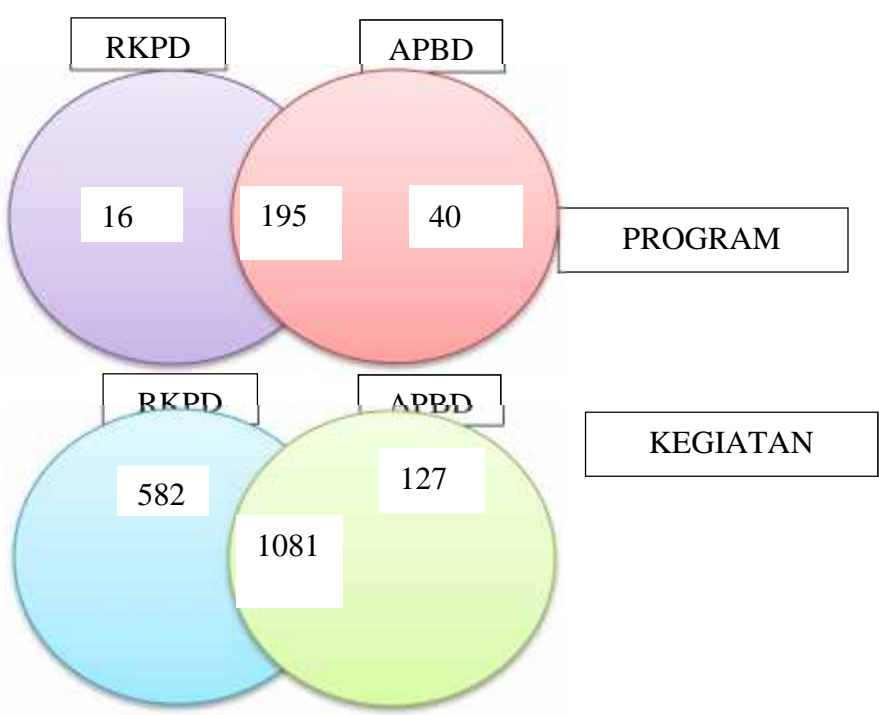 RKPD
APBD
16
195
40
PROGRAM
RKPD
APBD
KEGIATAN
582
127
1081